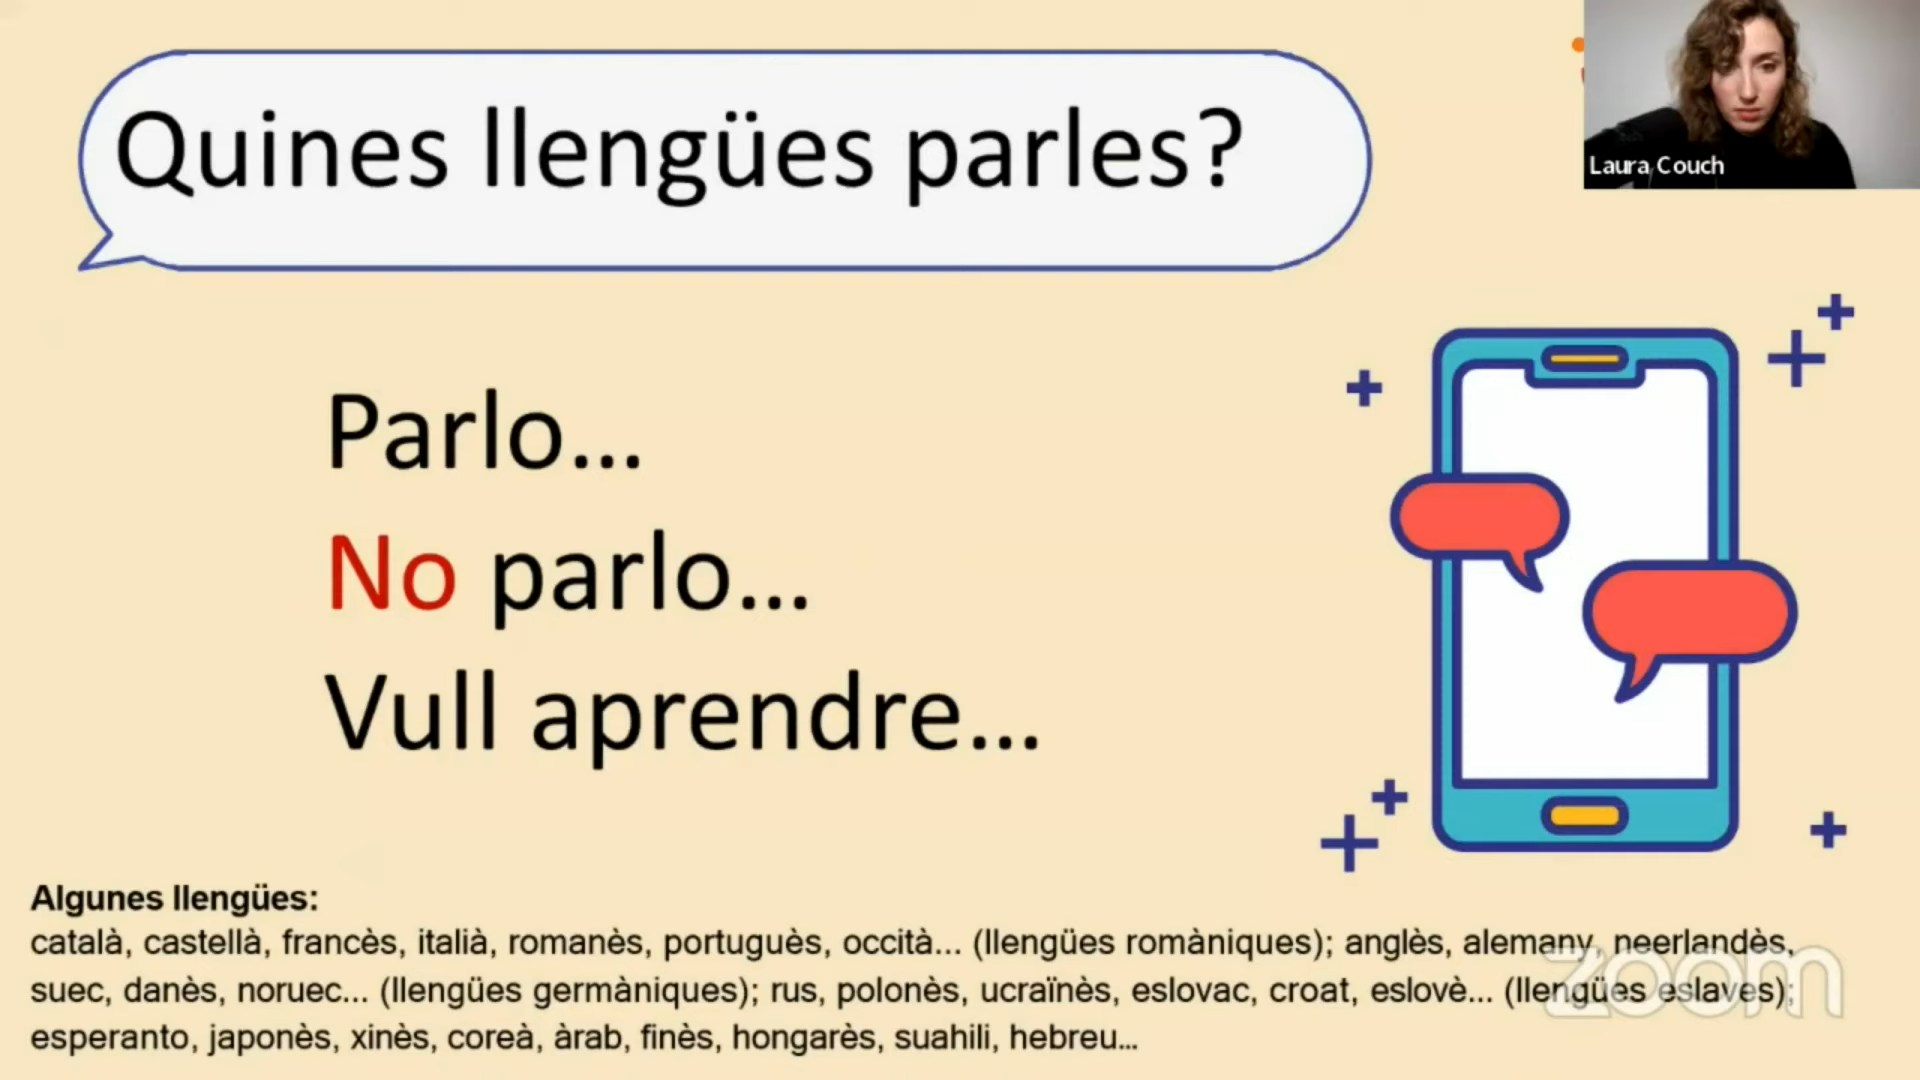 Quines llengües parles?
Laura Couch
Parlo...
No parlo...
Vull aprendre...
Algunes llengües:
català, castellà, francès, italià, romanès, portuguès, occità... (llengües romàniques); anglès, alemany, neerlandès,
suec, danès, noruec... (llengües germàniques); rus, polonès, ucraïnès, eslovac, croat, eslovè... (llengües eslaves);
esperanto, japonès, xinès, coreà, àrab, finès, hongarès, suahili, hebreu...
zoom